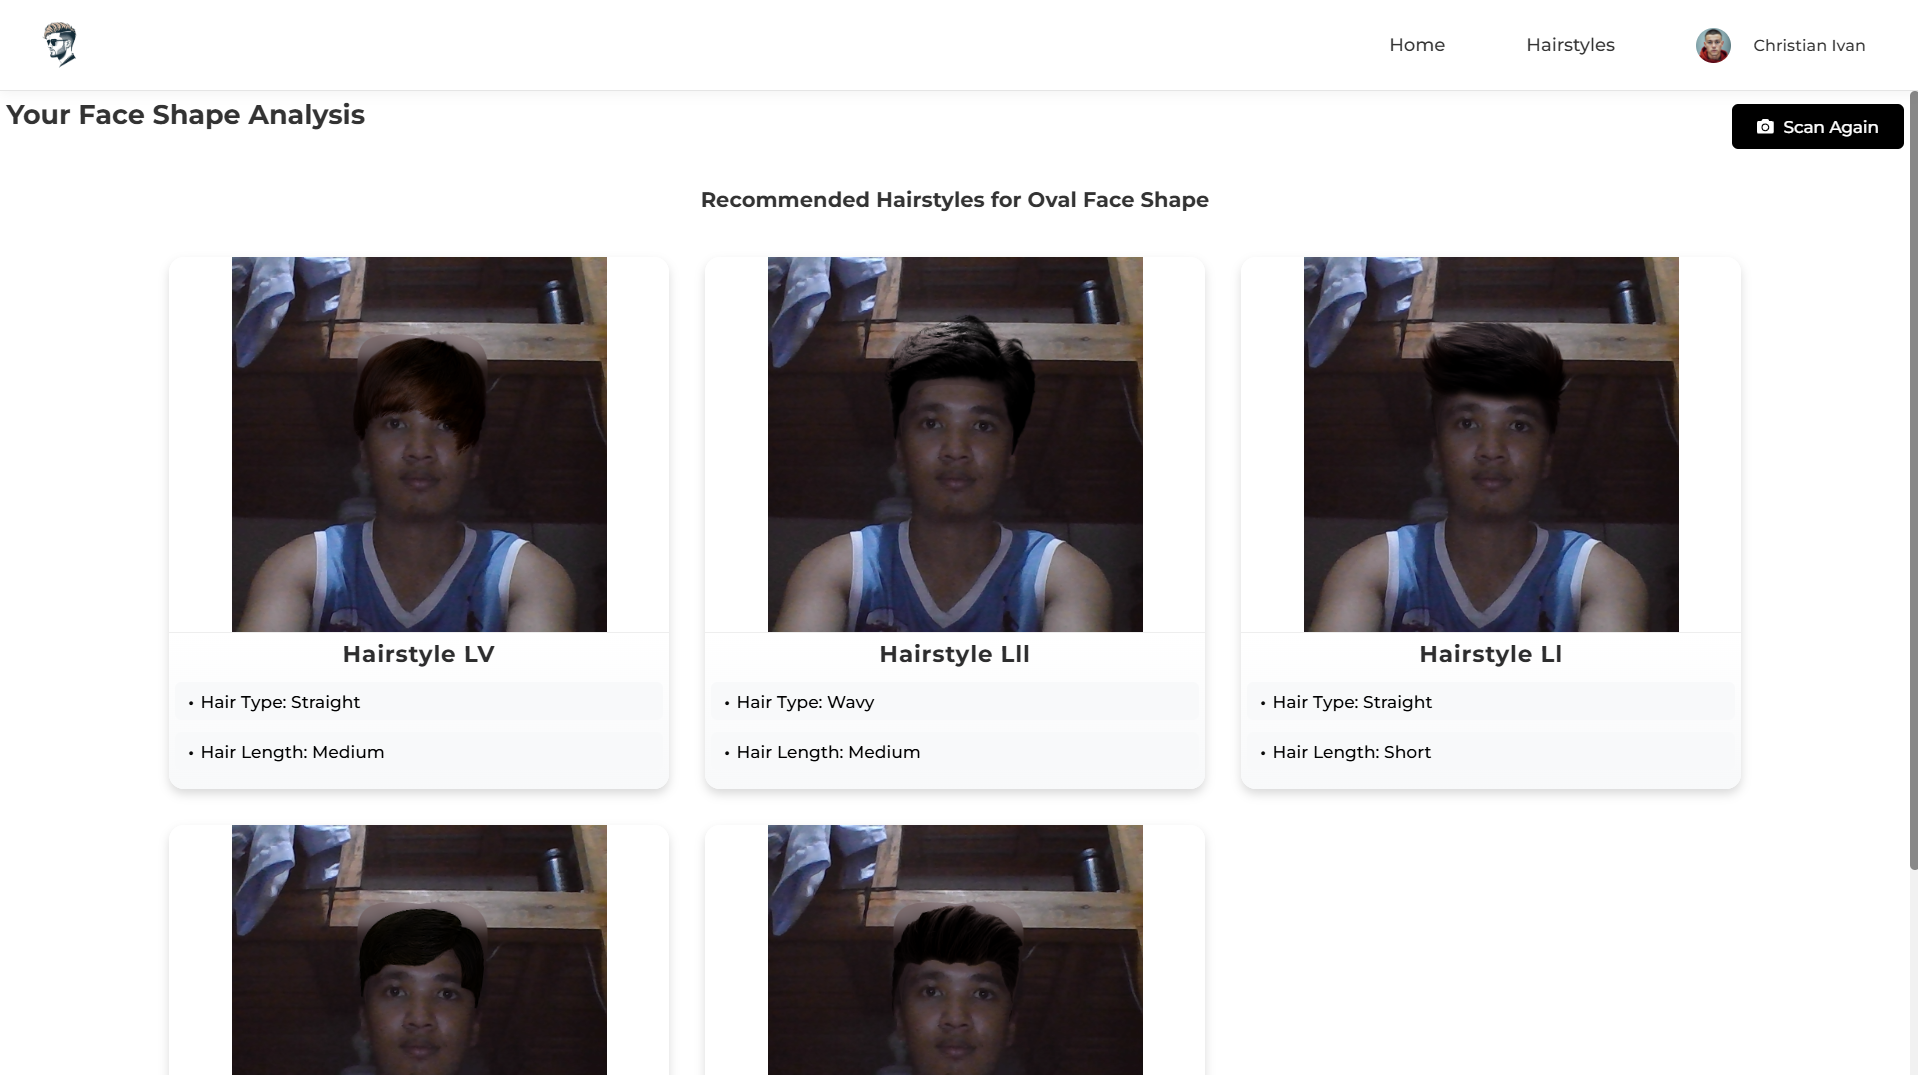 Home
Hairstyles
Christian Ivan
Your Face Shape Analysis
Scan Again
Recommended Hairstyles for Oval Face Shape
Hairstyle LV
• Hair Type: Straight
• Hair Length: Medium
Hairstyle Lll
• Hair Type: Wavy
• Hair Length: Medium
Hairstyle Ll
• Hair Type: Straight
• Hair Length: Short